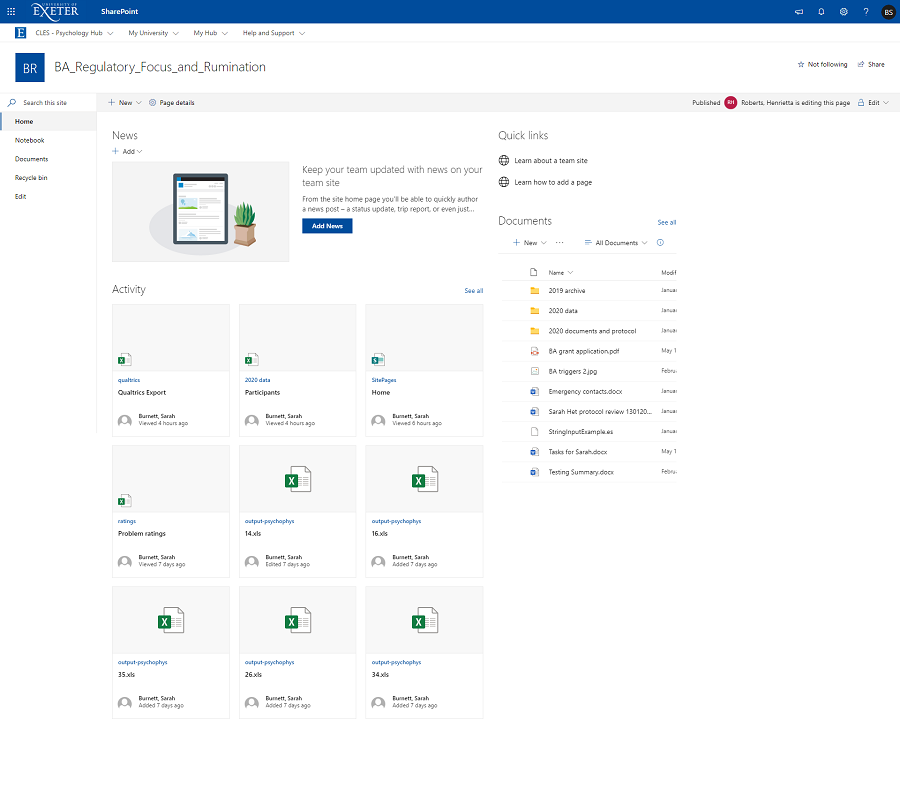 UNIVERSITY OF
EXETER
SharePoint
?
BS
E
CLES - Psychology Hub
My University
My Hub
Help and Support
BR
BA_Regulatory_Focus_and_Rumination
Not following
Share
Search this site
New
Page details
Published
RH
Roberts, Henrietta is editing this page
Edit
Home
Notebook
Documents
Recycle bin
Edit
News
Add
Keep your team updated with news on your
team site
From the site home page you'll be able to quickly author
a news post – a status update, trip report, or even just...
Add News
Quick links
Learn about a team site
Learn how to add a page
Documents
See all
New
...
All Documents
Name
Modif
2019 archive
Januar
2020 data
Januar
2020 documents and protocol
Januar
BA grant application.pdf
May 1
BA triggers 2.jpg
Februa
Emergency contacts.docx
Januar
Sarah Het protocol review 130120...
Januar
StringInputExample.es
Januar
Tasks for Sarah.docx
May 1
Testing Summary.docx
Februa
Activity
See all
qualtrics
Qualtrics Export
Burnett, Sarah
Viewed 4 hours ago
2020 data
Participants
Burnett, Sarah
Viewed 4 hours ago
SitePages
Home
Burnett, Sarah
Viewed 6 hours ago
ratings
Problem ratings
Burnett, Sarah
Viewed 7 days ago
output-psychophys
14.xls
Burnett, Sarah
Edited 7 days ago
output-psychophys
16.xls
Burnett, Sarah
Added 7 days ago
output-psychophys
35.xls
Burnett, Sarah
Added 7 days ago
output-psychophys
26.xls
Burnett, Sarah
Added 7 days ago
output-psychophys
34.xls
Burnett, Sarah
Added 7 days ago